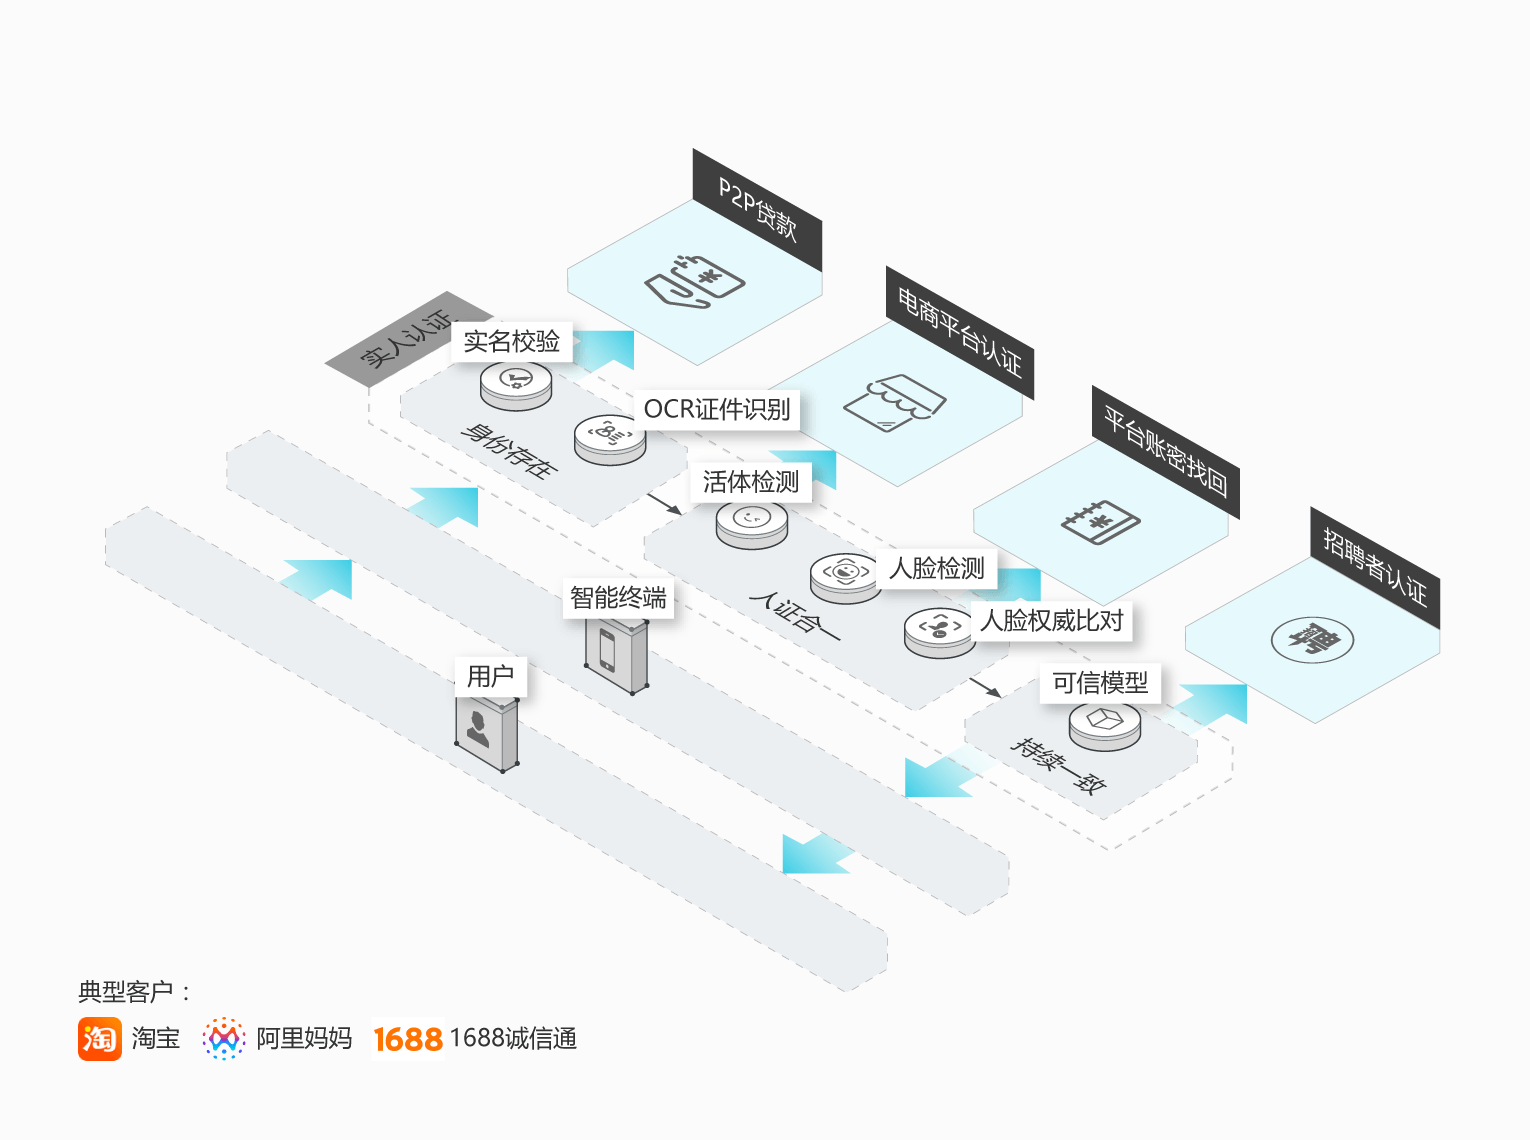 P2P贷款
电商平台认证
平台账密找回
招聘者认证
实人认证
实名校验
OCR证件识别
身份存在
活体检测
人脸检测
人脸权威比对
人证合一
可信模型
持续一致
聘
智能终端
用户
典型客户：
淘 淘宝 阿里妈妈 1688 1688诚信通